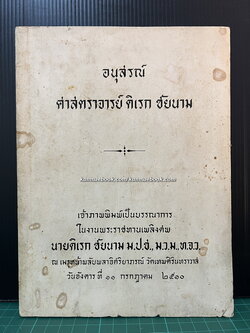 อนุสรณ์
ศาสตราจารย์ ดิเรก ชัยนาม
kamuebook.com / kamuebook.com
เจ้าภาพพิมพ์เป็นบรรณาการ
ในงานพระราชทานเพลิงศพ
นายดิเรก ชัยนาม ม.ป.ช., ม.ว.ม., ท.จ.ว.
ณ เมรุหน้าพลับพลาอิศริยาภรณ์ วัดเทพศิรินทราวาส
วันอังคาร ที่ ๑๑ กรกฎาคม ๒๕๑๐